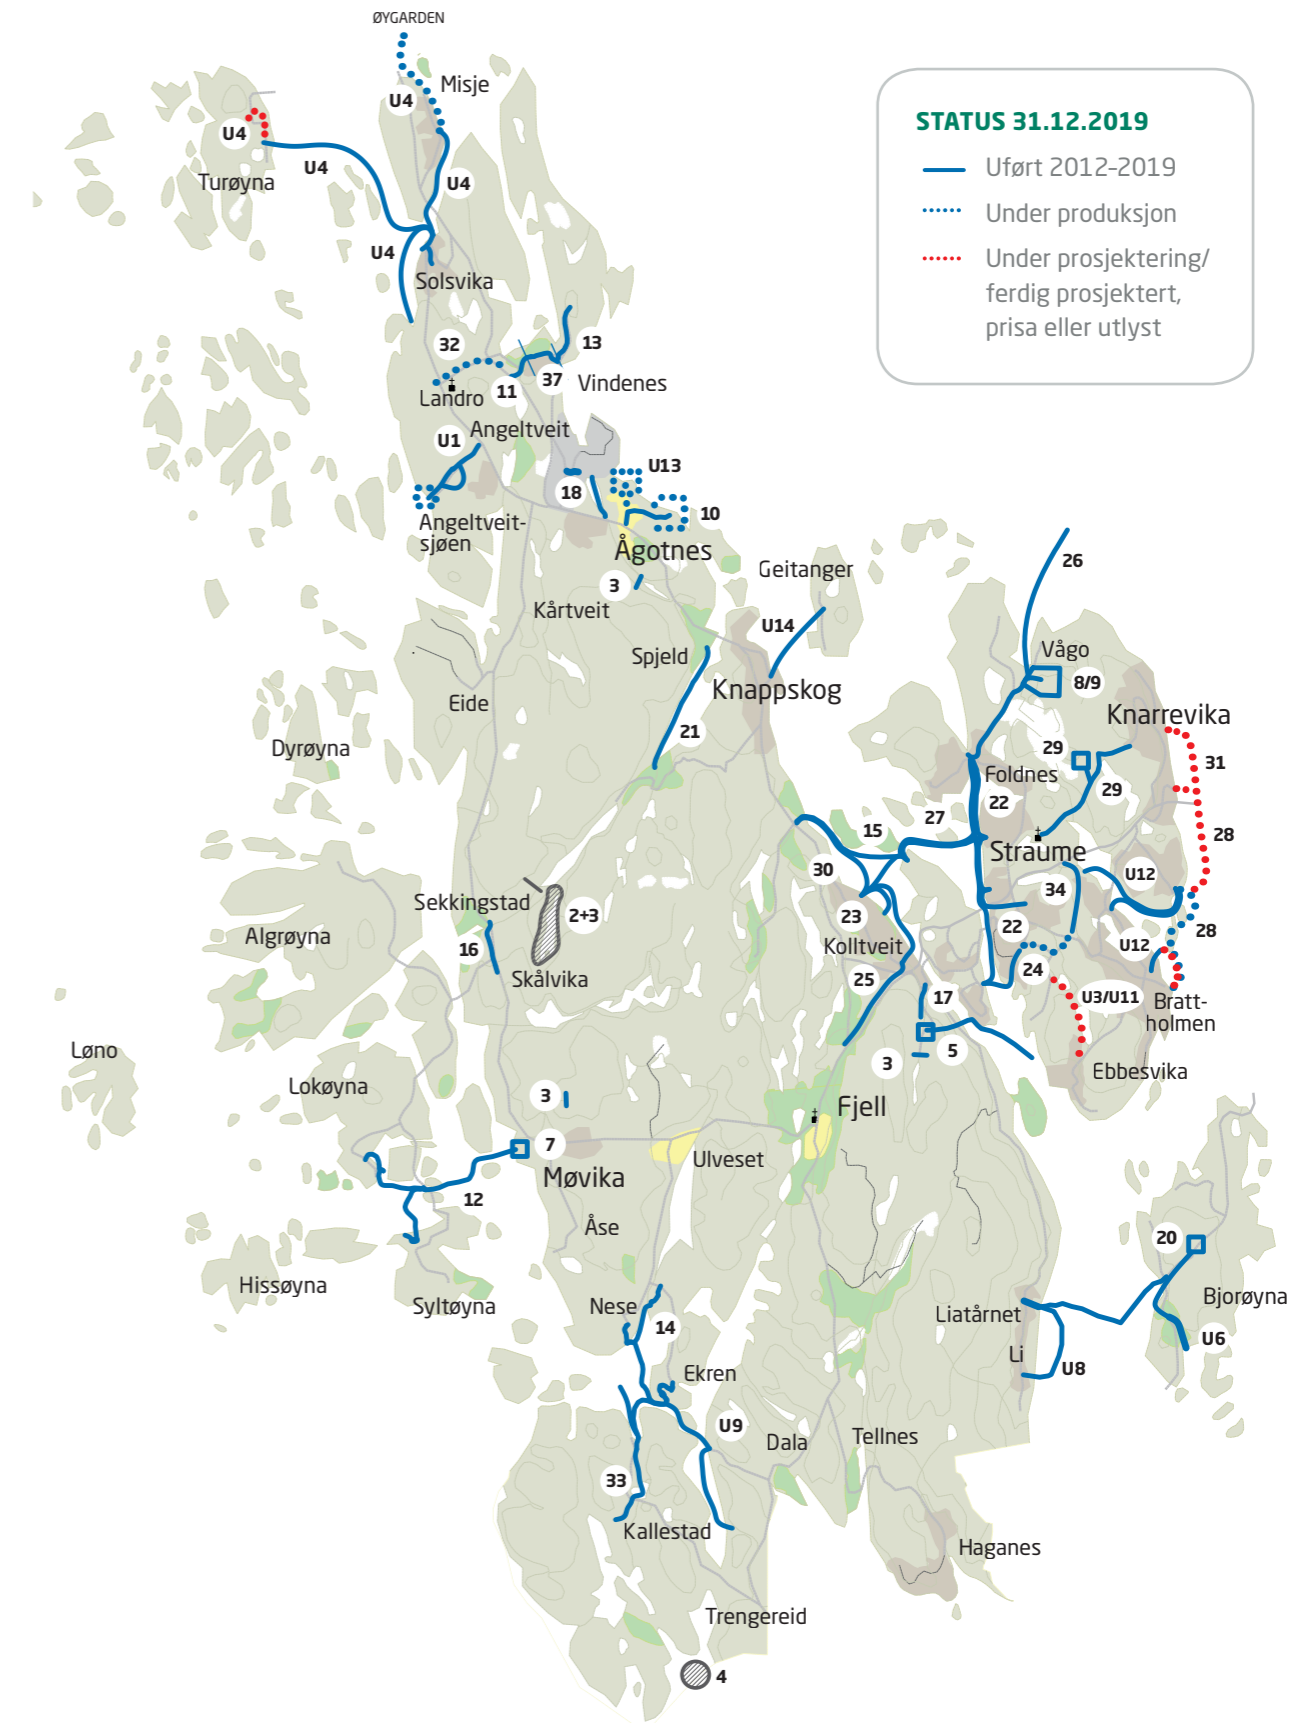 ØYGARDEN
Misje
U4
U4
Turøyna
U4
U4
U4
Solsvika
STATUS 31.12.2019
Uført 2012–2019
Under produksjon
Under prosjektering/
ferdig prosjektert,
prisa eller utlyst
32
13
37
Vindenes
11
Landro
U1
Angeltveit
U13
18
10
Angeltveit-
sjøen
Ågotnes
3
Kårtveit
Geitanger
26
U14
Spjeld
Vågo
8/9
Knappskog
Eide
21
Knarrevika
Dyrøyna
29
31
Foldnes
29
22
27
15
28
Straume
30
U12
34
Sekkingstad
2+3
23
22
28
Algrøyna
16
Kolltveit
U12
Skålvika
25
24
17
U3/U11
Bratt-
holmen
Løno
5
3
Ebbesvika
Lokøyna
3
Fjell
7
Ulveset
Møvika
12
Åse
20
Hissøyna
Syltøyna
Nese
Bjorøyna
Liatårnet
14
U6
Li
U8
Ekren
U9
Dala
Tellnes
33
Kallestad
Haganes
Trengereid
4